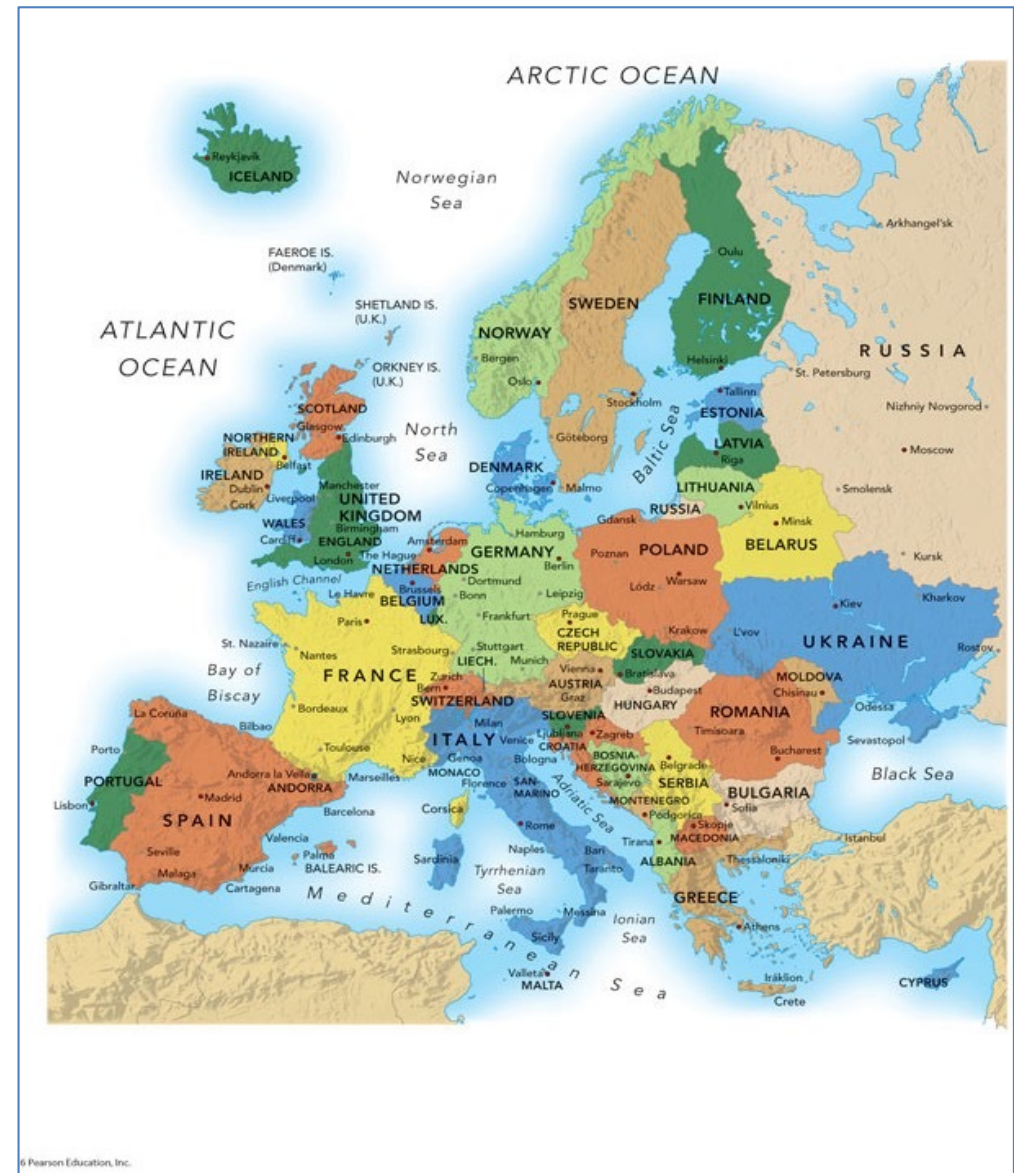 ARCTIC OCEAN
Reykjavik
ICELAND
Norwegian
Sea
Arkhangel'sk
FAEROE IS.
(Denmark)
Oulu
SHETLAND IS.
(U.K.)
SWEDEN
FINLAND
ATLANTIC
OCEAN
NORWAY
RUSSIA
Bergen
ORKNEY IS.
(U.K.)
Helsinki
St. Petersburg
Oslo
Tallinn
Stockholm
SCOTLAND
ESTONIA
Nizhniy Novgorod
Glasgow
Edinburgh
North
Sea
Göteborg
Baltic Sea
NORTHERN
IRELAND
Belfast
LATVIA
Riga
Moscow
IRELAND
Dublin
Cork
DENMARK
Copenhagen
Malmo
LITHUANIA
Vilnius
Smolensk
Manchester
Liverpool
UNITED
KINGDOM
RUSSIA
WALES
Cardiff
Birmingham
ENGLAND
London
Gdansk
Minsk
BELARUS
Hamburg
Amsterdam
The Hague
NETHERLANDS
GERMANY
Berlin
Poznan
POLAND
Kursk
English Channel
Brussels
BELGIUM
Dortmund
Bonn
Leipzig
Lódz
Warsaw
Kiev
Kharkov
Le Havre
LUX.
Frankfurt
Prague
CZECH
REPUBLIC
Krakow
L'vov
UKRAINE
Paris
St. Nazaire
Nantes
Strasbourg
Stuttgart
LIECH.
Munich
Vienna
SLOVAKIA
Bratislava
Rostov
Bay of
Biscay
FRANCE
Zurich
Bern
SWITZERLAND
AUSTRIA
Graz
Budapest
HUNGARY
MOLDOVA
Chisinau
La Coruña
Bordeaux
Lyon
Milan
SLOVENIA
Ljubljana
ROMANIA
Odessa
Bilbao
ITALY
Venice
CROATIA
Zagreb
Timisoara
Sevastopol
Porto
Toulouse
Nice
Genoa
Bologna
BOSNIA-
HERZEGOVINA
Belgrade
Bucharest
PORTUGAL
Andorra la Vella
ANDORRA
Marseilles
MONACO
Florence
SAN-
MARINO
Adriatic Sea
Sarajevo
SERBIA
BULGARIA
Black Sea
Lisbon
Madrid
Barcelona
Corsica
MONTENEGRO
Podgorica
Sofia
SPAIN
Rome
Skopje
MACEDONIA
Istanbul
Valencia
Naples
Bari
Tirana
Seville
Palma
BALEARIC IS.
Sardinia
Tyrrhenian
Sea
Taranto
ALBANIA
Thessaloniki
Gibraltar
Malaga
Murcia
Cartagena
GREECE
Mediterranean Sea
Palermo
Messina
Ionian
Sea
Athens
Sicily
Valleta
MALTA
Iráklion
Crete
CYPRUS
6 Pearson Education, Inc.